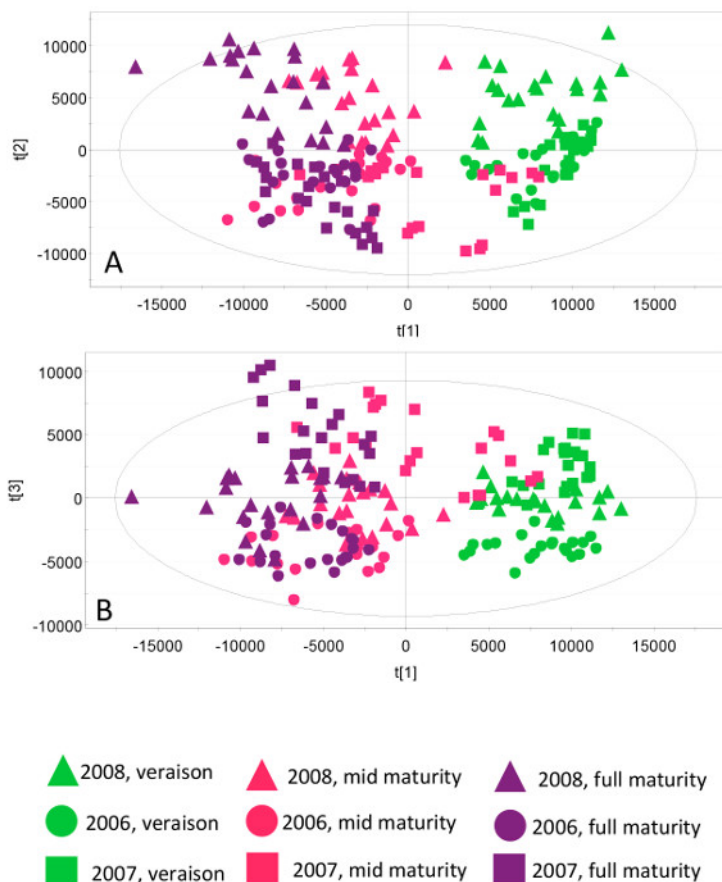 10000
5000
0
-5000
-10000
t[2]
A
-15000 -10000 -5000 0 5000 10000 15000
t[1]
10000
5000
0
-5000
-10000
t[3]
B
-15000 -10000 -5000 0 5000 10000 15000
t[1]
2008, veraison 2008, mid maturity 2008, full maturity
2006, veraison 2006, mid maturity 2006, full maturity
2007, veraison 2007, mid maturity 2007, full maturity